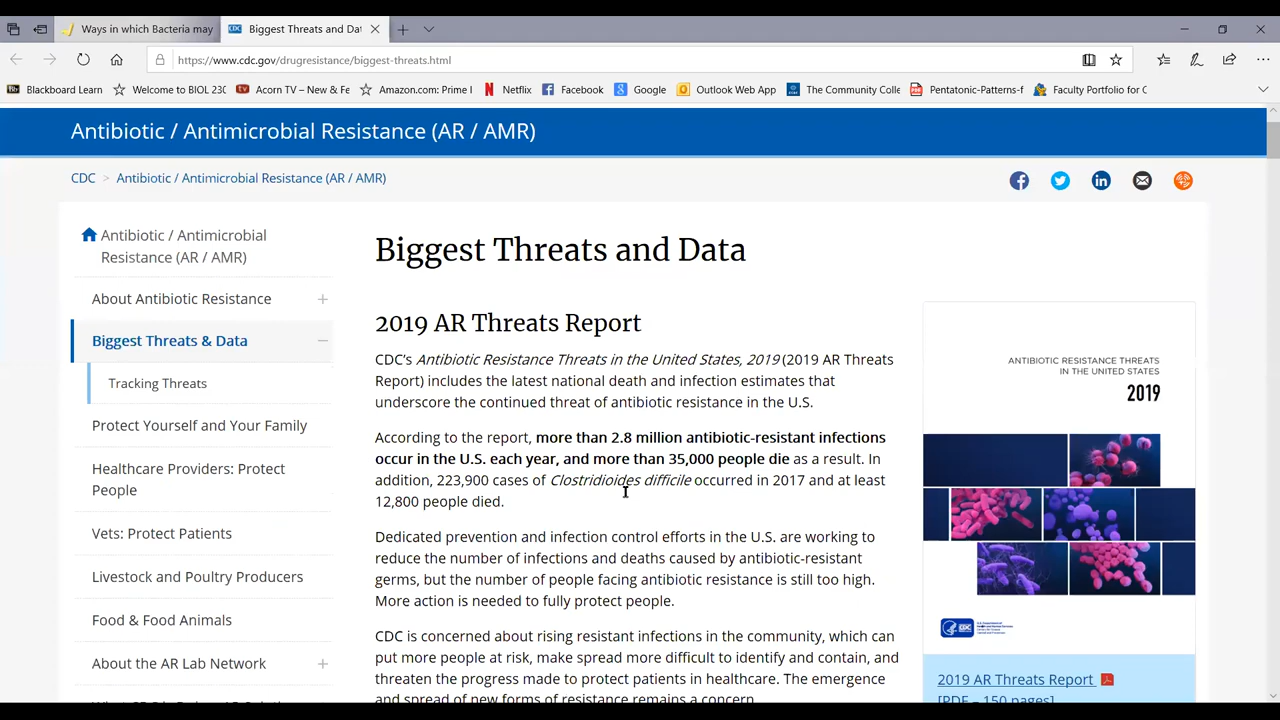 Ways in which Bacteria may
Biggest Threats and Dat
https://www.cdc.gov/drugresistance/biggest-threats.html
Blackboard Learn
Welcome to BIOL 230
Acorn TV – New & Fe
Amazon.com: Prime I
Netflix
Facebook
Google
Outlook Web App
The Community Colle
Pentatonic-Patterns-f
Faculty Portfolio for C
Antibiotic / Antimicrobial Resistance (AR / AMR)
CDC > Antibiotic / Antimicrobial Resistance (AR / AMR)
Antibiotic / Antimicrobial
Resistance (AR / AMR)
About Antibiotic Resistance
Biggest Threats & Data
Tracking Threats
Protect Yourself and Your Family
Healthcare Providers: Protect
People
Vets: Protect Patients
Livestock and Poultry Producers
Food & Food Animals
About the AR Lab Network
Biggest Threats and Data
2019 AR Threats Report
CDC's Antibiotic Resistance Threats in the United States, 2019 (2019 AR Threats
Report) includes the latest national death and infection estimates that
underscore the continued threat of antibiotic resistance in the U.S.
According to the report, more than 2.8 million antibiotic-resistant infections
occur in the U.S. each year, and more than 35,000 people die as a result. In
addition, 223,900 cases of Clostridioides difficile occurred in 2017 and at least
12,800 people died.
Dedicated prevention and infection control efforts in the U.S. are working to
reduce the number of infections and deaths caused by antibiotic-resistant
germs, but the number of people facing antibiotic resistance is still too high.
More action is needed to fully protect people.
CDC is concerned about rising resistant infections in the community, which can
put more people at risk, make spread more difficult to identify and contain, and
threaten the progress made to protect patients in healthcare. The emergence
and spread of new forms of resistance remains a concern.
ANTIBIOTIC RESISTANCE THREATS
IN THE UNITED STATES
2019
CDC
2019 AR Threats Report
[PDF – 150 pages]